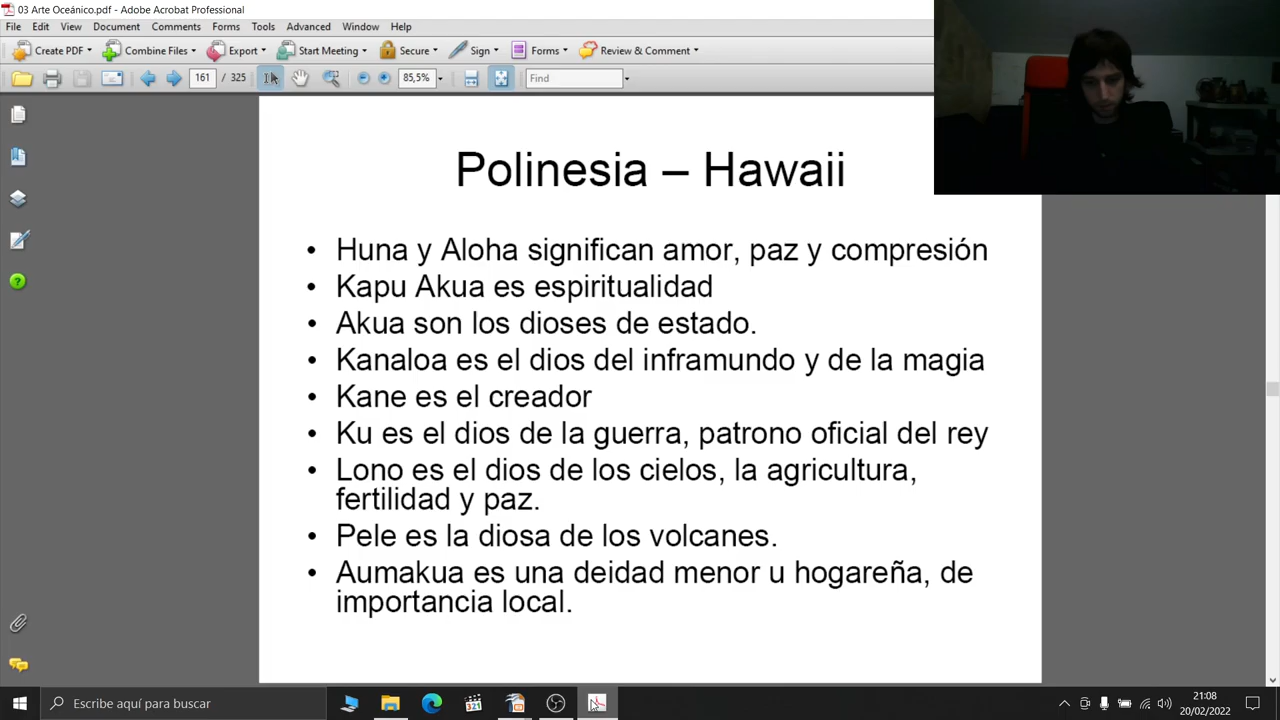 03 Arte Oceánico.pdf - Adobe Acrobat Professional
File Edit View Document Comments Forms Tools Advanced Window Help
Create PDF Combine Files Export Start Meeting Secure Sign Forms Review & Comment
161 / 325 85,5% Find
Polinesia – Hawaii
• Huna y Aloha significan amor, paz y compresión
• Kapu Akua es espiritualidad
• Akua son los dioses de estado.
• Kanaloa es el dios del inframundo y de la magia
• Kane es el creador
• Ku es el dios de la guerra, patrono oficial del rey
• Lono es el dios de los cielos, la agricultura,
fertilidad y paz.
• Pele es la diosa de los volcanes.
• Aumakua es una deidad menor u hogareña, de
importancia local.
Escribe aquí para buscar
321
21:08
20/02/2022